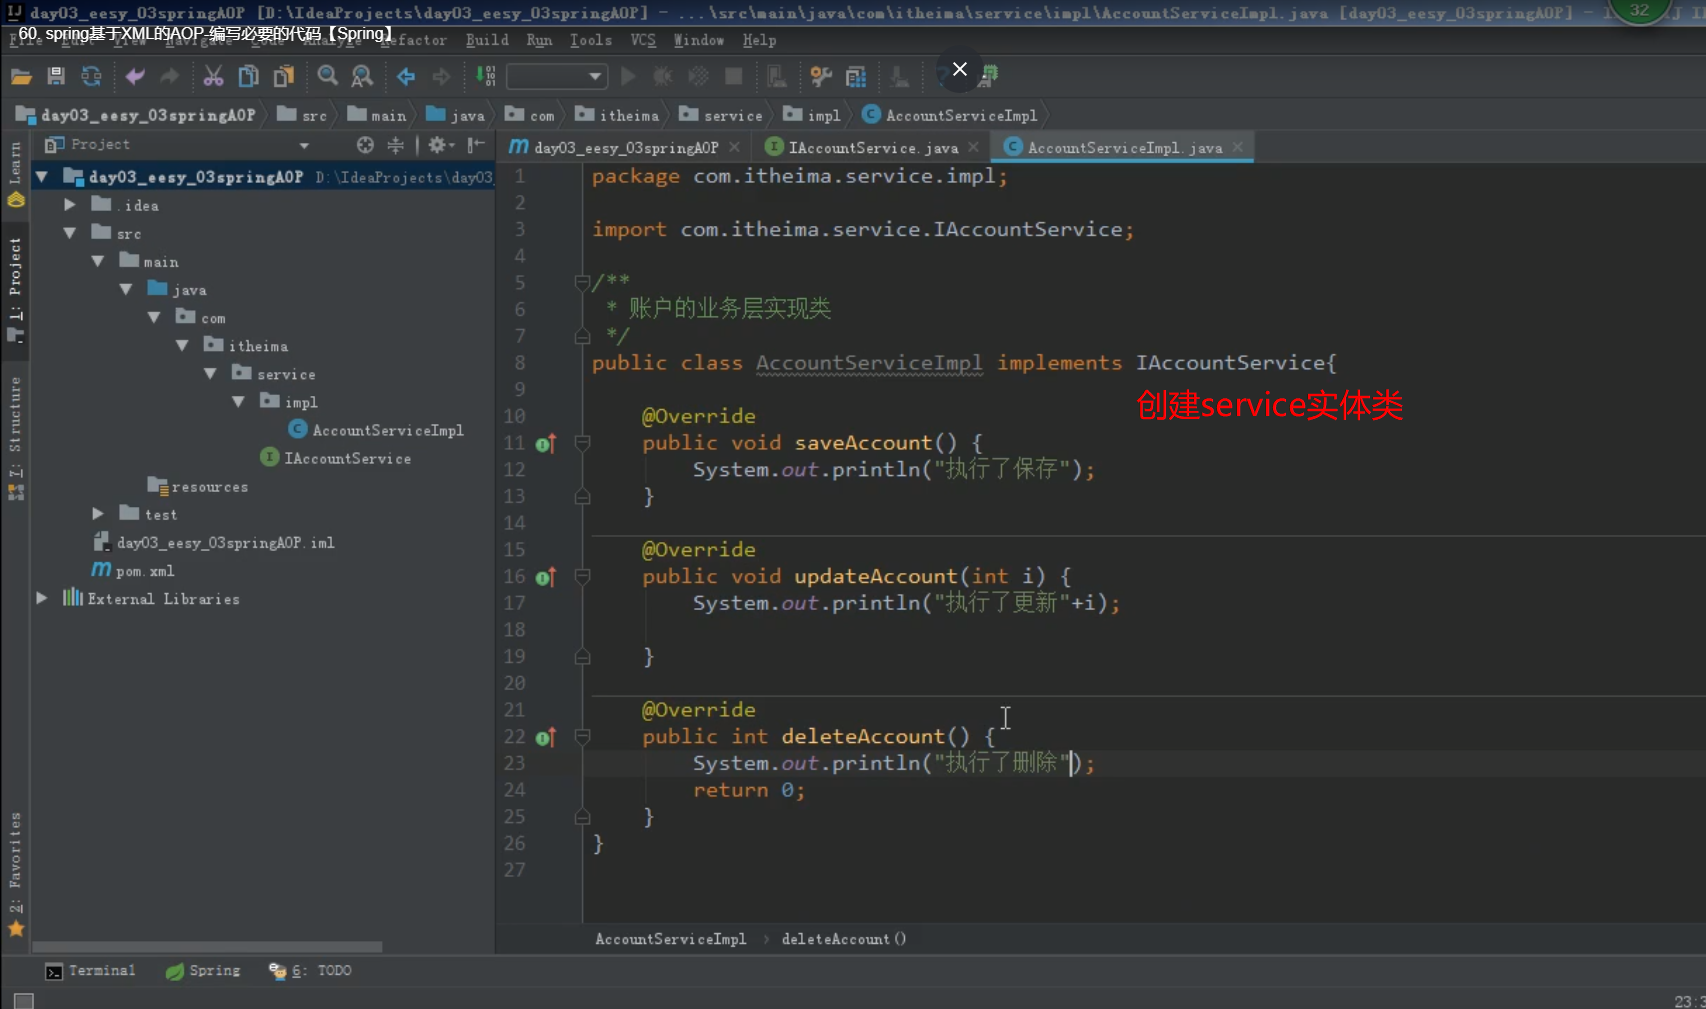 day03_eesy_03springAOP [D:\IdeaProjects\day03_eesy_03springAOP] - ...\src\main\java\com\itheima\service\impl\AccountServiceImpl.java [day03_eesy_03springAOP] -
32
60. spring基于XML的AOP-编写必要的代码【Spring】
File Edit View Navigate Code Analyze Refactor Build Run Tools VCS Window Help
day03_eesy_03springAOP src main java com itheima service impl AccountServiceImpl
Project
day03_eesy_03springAOP IAccountService.java AccountServiceImpl.java
Learn
1: Project
7: Structure
2: Favorites
day03_eesy_03springAOP D:\IdeaProjects\day03
.idea
src
main
java
com
itheima
service
impl
AccountServiceImpl
IAccountService
resources
test
day03_eesy_03springAOP.iml
pom.xml
External Libraries
1 package com.itheima.service.impl;
2
3 import com.itheima.service.IAccountService;
4
5 /**
6 * 账户的业务层实现类
7 */
8 public class AccountServiceImpl implements IAccountService{
9
创建service实体类
10 @Override
11 public void saveAccount() {
12 System.out.println("执行了保存");
13 }
14
15 @Override
16 public void updateAccount(int i) {
17 System.out.println("执行了更新"+i);
18
19 }
20
21 @Override
22 public int deleteAccount() {
23 System.out.println("执行了删除");
24 return 0;
25 }
26 }
27
AccountServiceImpl › deleteAccount()
Terminal Spring 6: TODO